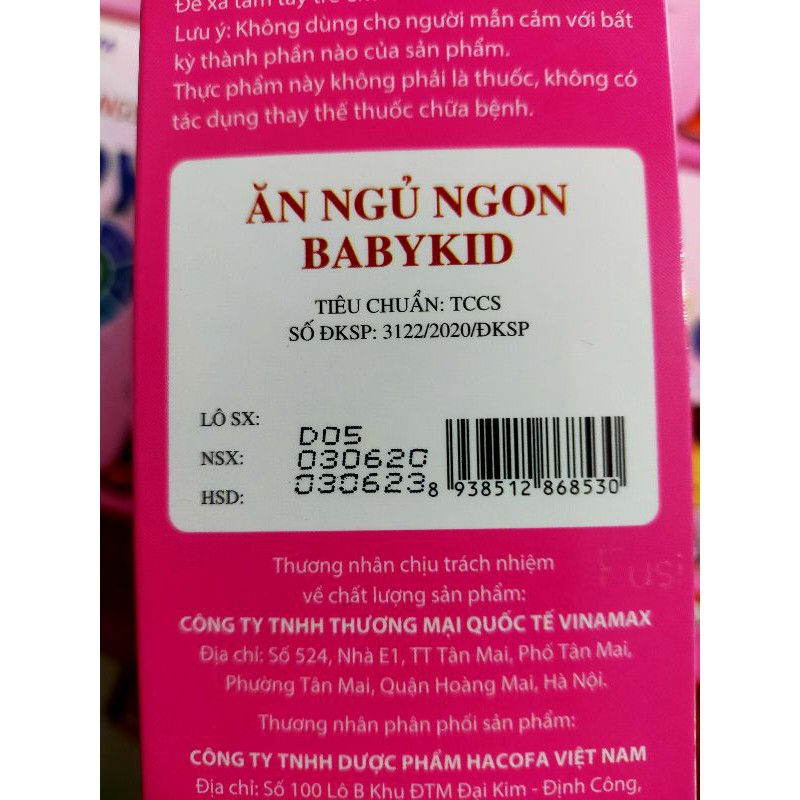 Để xa tầm tay trẻ em
Lưu ý: Không dùng cho người mẫn cảm với bất
kỳ thành phần nào của sản phẩm.
Thực phẩm này không phải là thuốc, không có
tác dụng thay thế thuốc chữa bệnh.
ĂN NGỦ NGON
BABYKID
TIÊU CHUẨN: TCCS
SỐ ĐKSP: 3122/2020/ĐKSP
LÔ SX: D05
NSX: 030620
HSD: 030623
8 938512 868530
Thương nhân chịu trách nhiệm
về chất lượng sản phẩm:
CÔNG TY TNHH THƯƠNG MẠI QUỐC TẾ VINAMAX
Địa chỉ: Số 524, Nhà E1, TT Tân Mai, Phố Tân Mai,
Phường Tân Mai, Quận Hoàng Mai, Hà Nội.
Thương nhân phân phối sản phẩm:
CÔNG TY TNHH DƯỢC PHẨM HACOFA VIỆT NAM
Địa chỉ: Số 100 Lô B Khu ĐTM Đại Kim - Định Công,